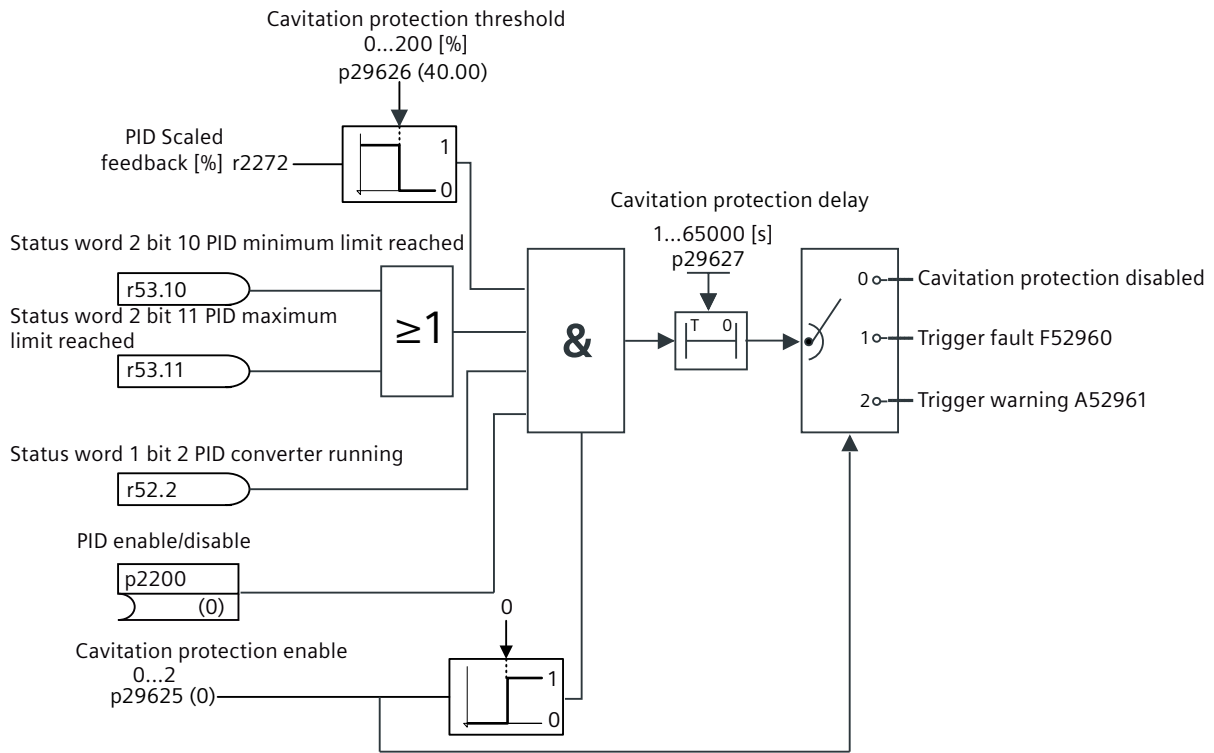 Cavitation protection threshold
0...200 [%]
p29626 (40.00)
PID Scaled
feedback [%] r2272
1
0
Status word 2 bit 10 PID minimum limit reached
r53.10
Status word 2 bit 11 PID maximum
limit reached
r53.11
≥1
&
Cavitation protection delay
1...65000 [s]
p29627
T 0
0 Cavitation protection disabled
1 Trigger fault F52960
2 Trigger warning A52961
Status word 1 bit 2 PID converter running
r52.2
PID enable/disable
p2200
(0)
0
Cavitation protection enable
0...2
p29625 (0)
1
0